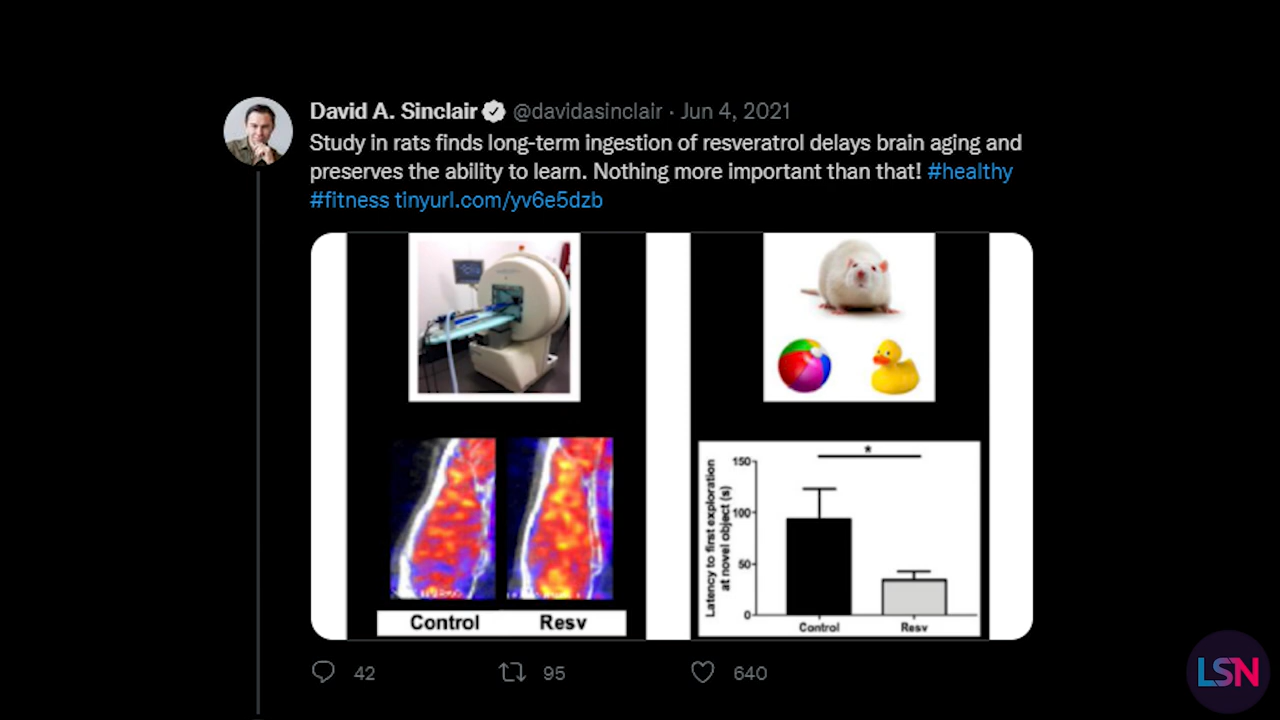 David A. Sinclair @davidasinclair · Jun 4, 2021
Study in rats finds long-term ingestion of resveratrol delays brain aging and
preserves the ability to learn. Nothing more important than that! #healthy
#fitness tinyurl.com/yv6e5dzb
Control Resv
Latency to first exploration
at novel object (s)
150
100
50
0
*
Control Resv
42 95 640
LSN